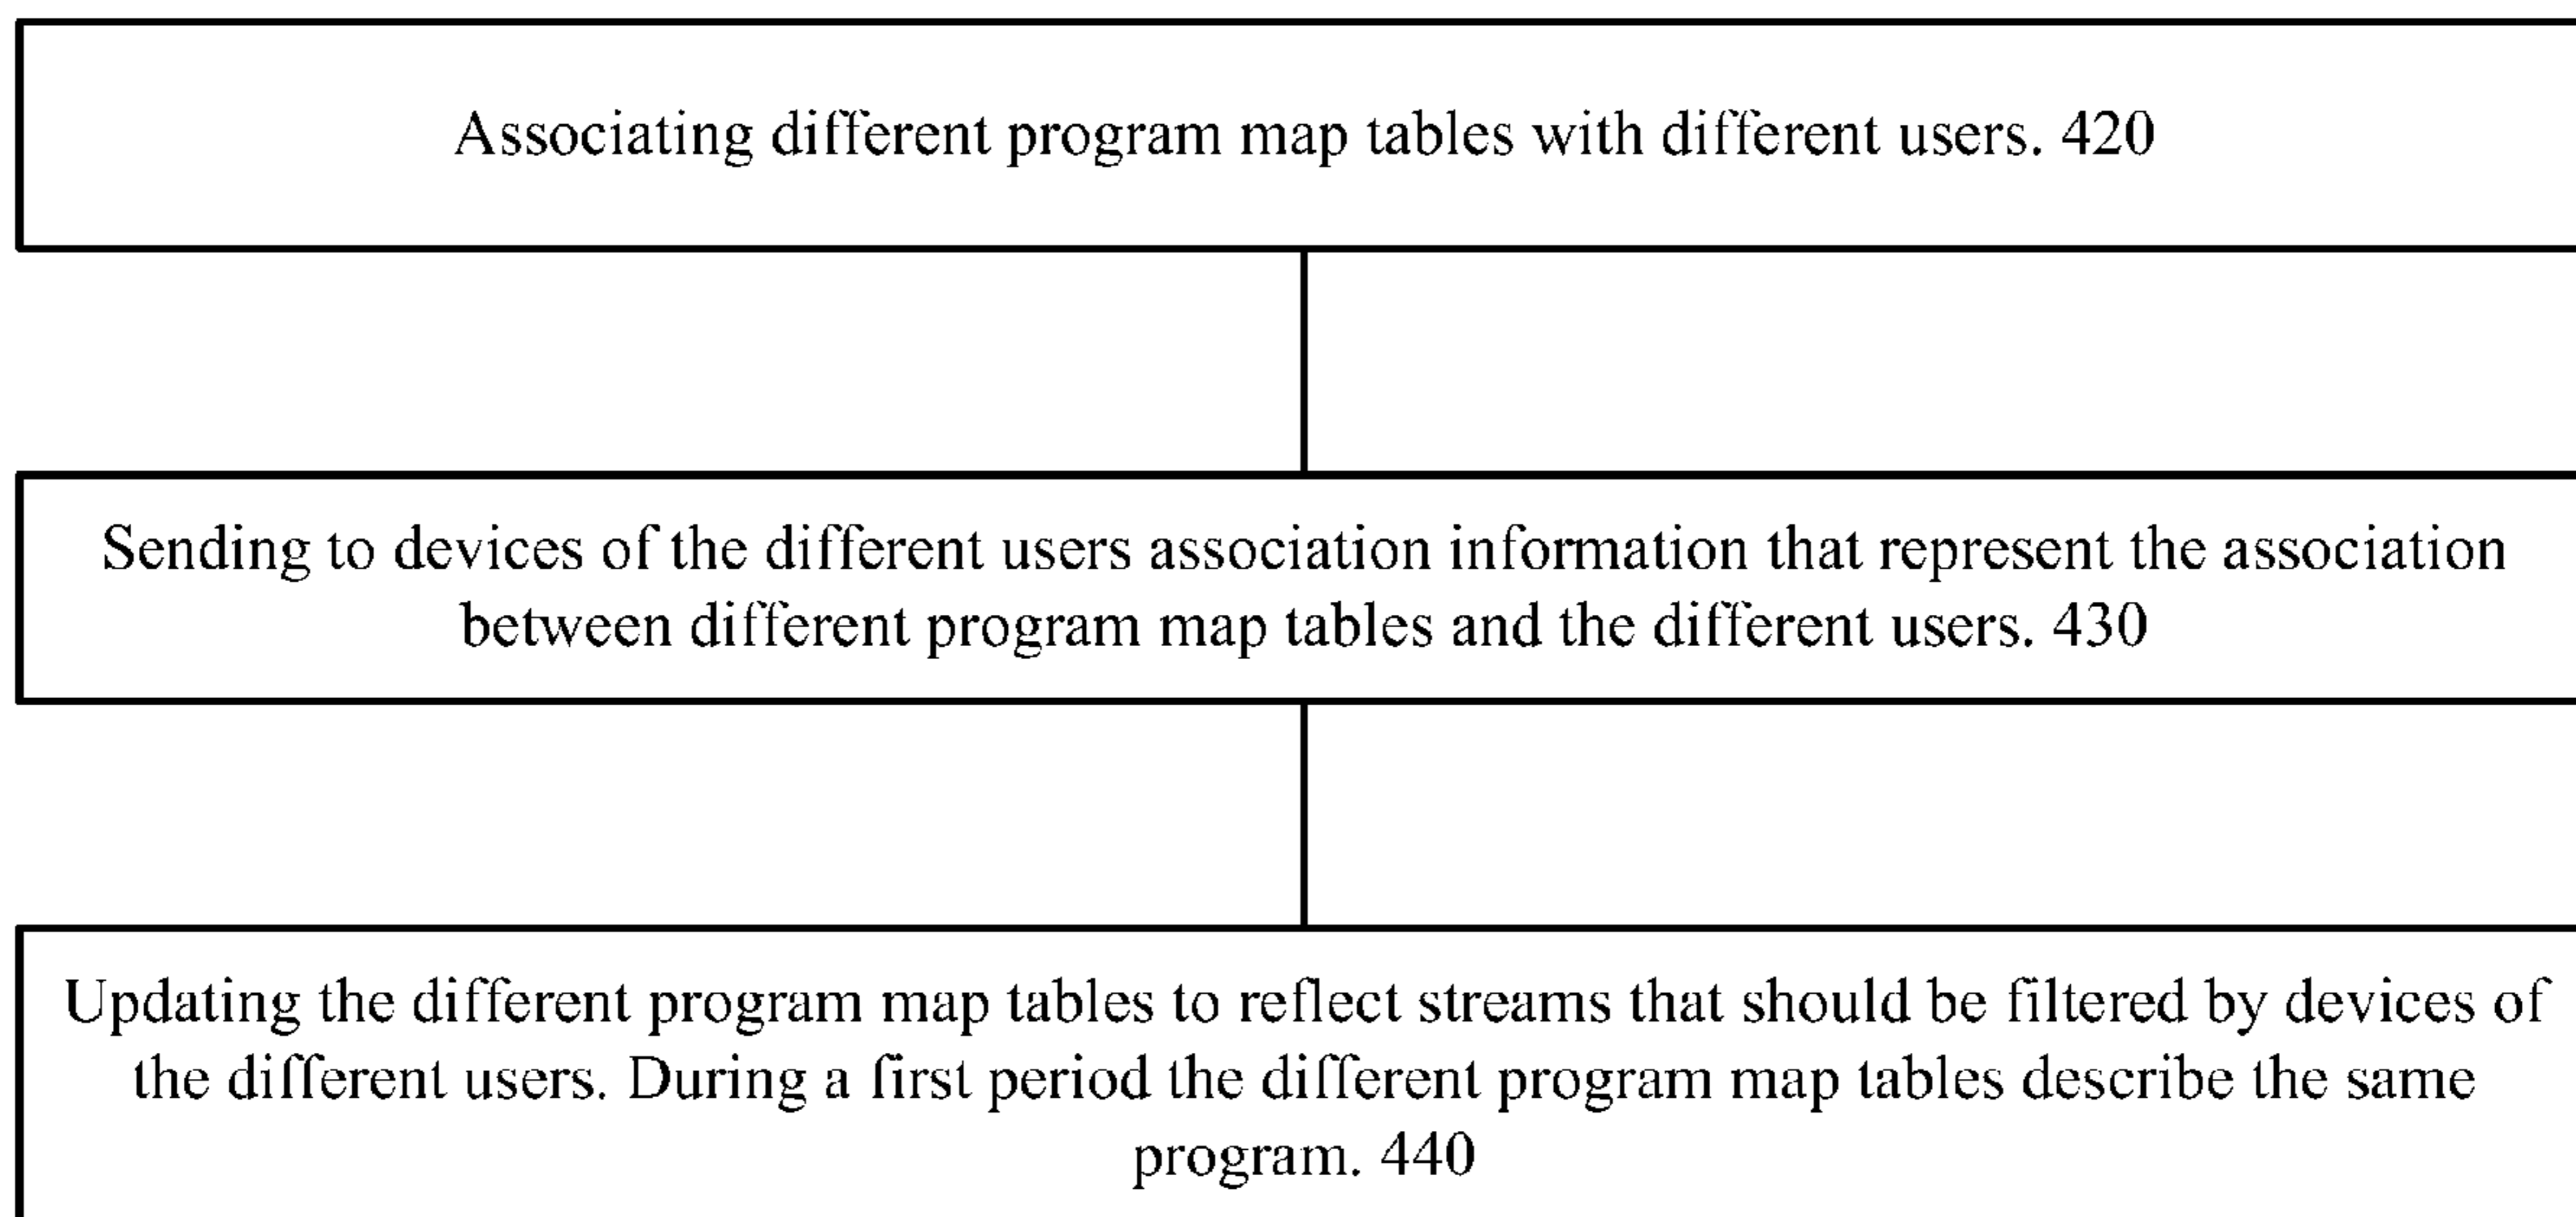 Associating different program map tables with different users. 420
Sending to devices of the different users association information that represent the association
between different program map tables and the different users. 430
Updating the different program map tables to reflect streams that should be filtered by devices of
the different users. During a first period the different program map tables describe the same
program. 440